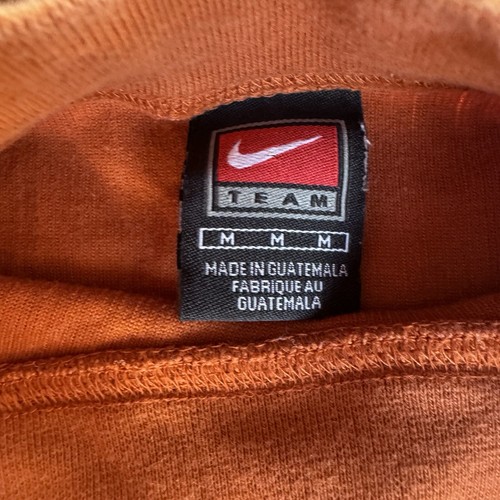 TEAM
M M M
MADE IN GUATEMALA
FABRIQUE AU
GUATEMALA